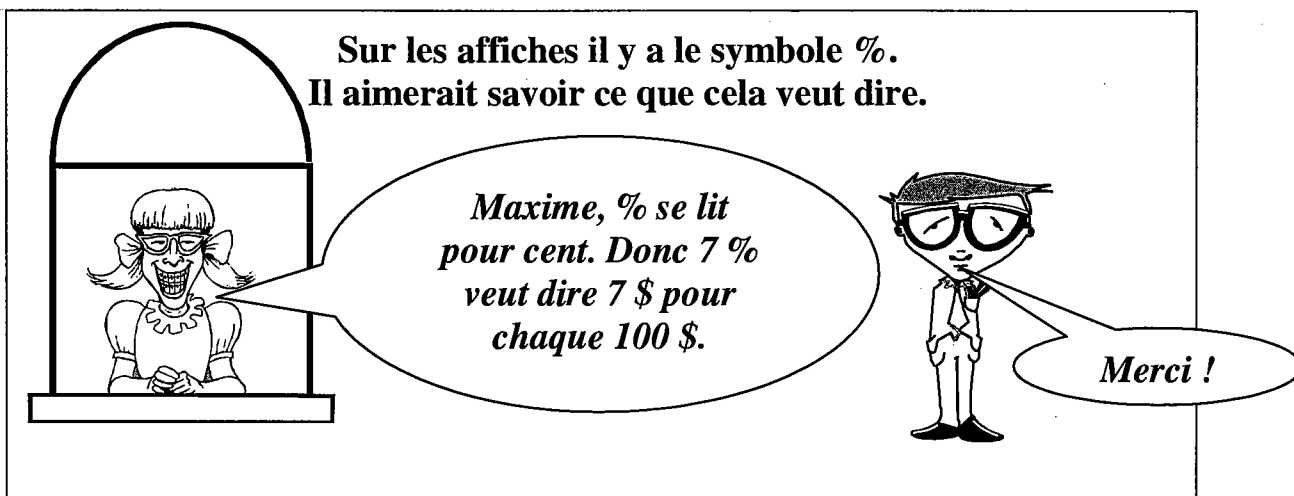 Sur les affiches il y a le symbole %.
Il aimerait savoir ce que cela veut dire.
Maxime, % se lit
pour cent. Donc 7 %
veut dire 7 $ pour
chaque 100 $.
Merci !